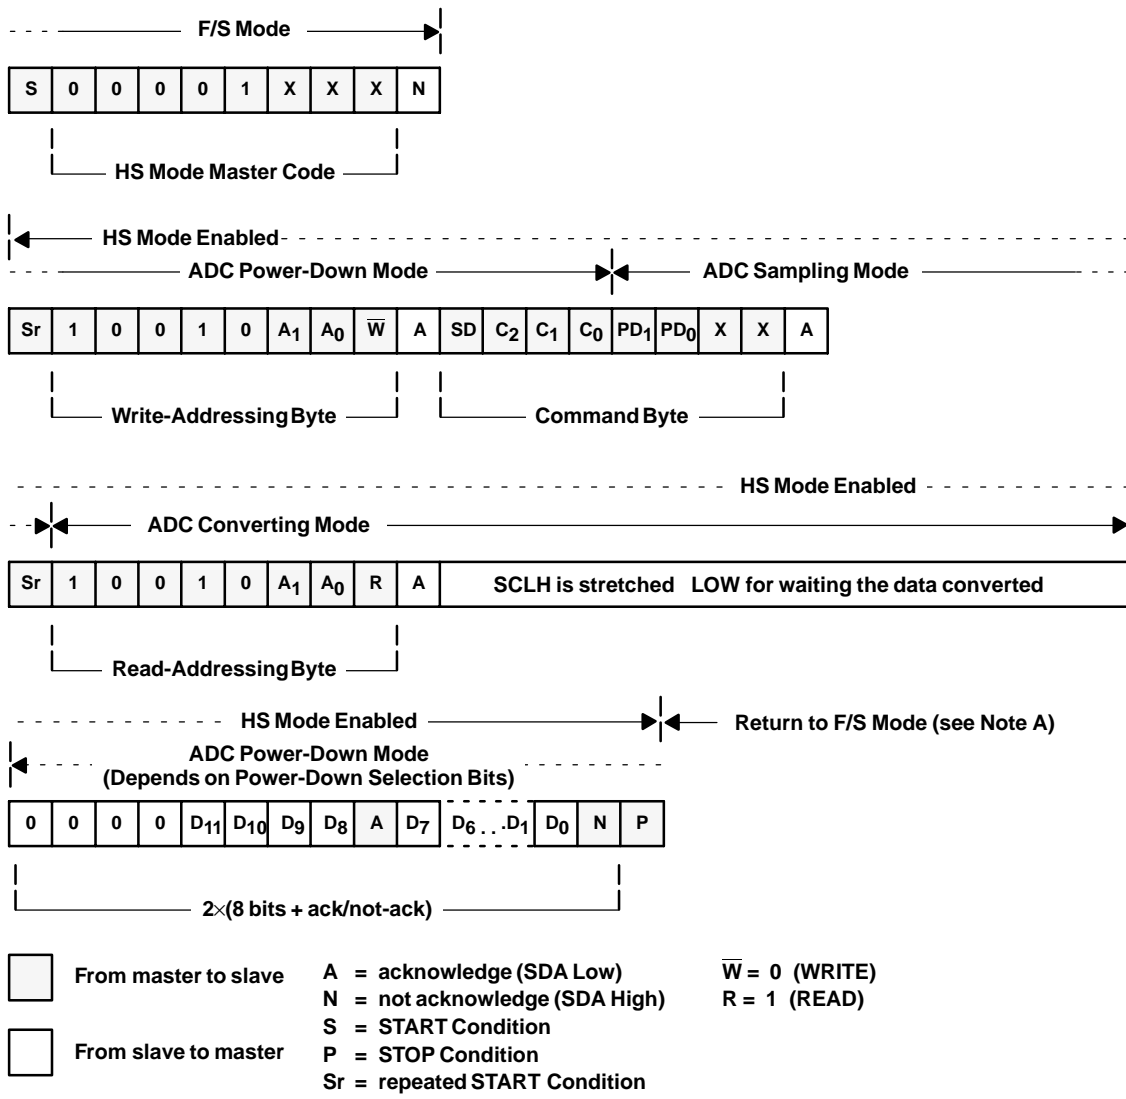 F/S Mode
S 0 0 0 0 1 X X X N
HS Mode Master Code
HS Mode Enabled
ADC Power-Down Mode ADC Sampling Mode
Sr 1 0 0 1 0 A1 A0 W̅ A SD C2 C1 C0 PD1 PD0 X X A
Write-Addressing Byte Command Byte
HS Mode Enabled
ADC Converting Mode
Sr 1 0 0 1 0 A1 A0 R A SCLH is stretched LOW for waiting the data converted
Read-Addressing Byte
HS Mode Enabled Return to F/S Mode (see Note A)
ADC Power-Down Mode
(Depends on Power-Down Selection Bits)
0 0 0 0 D11 D10 D9 D8 A D7 D6 . . .D1 D0 N P
2×(8 bits + ack/not-ack)
From master to slave A = acknowledge (SDA Low) W̅ = 0 (WRITE)
N = not acknowledge (SDA High) R = 1 (READ)
S = START Condition
From slave to master P = STOP Condition
Sr = repeated START Condition